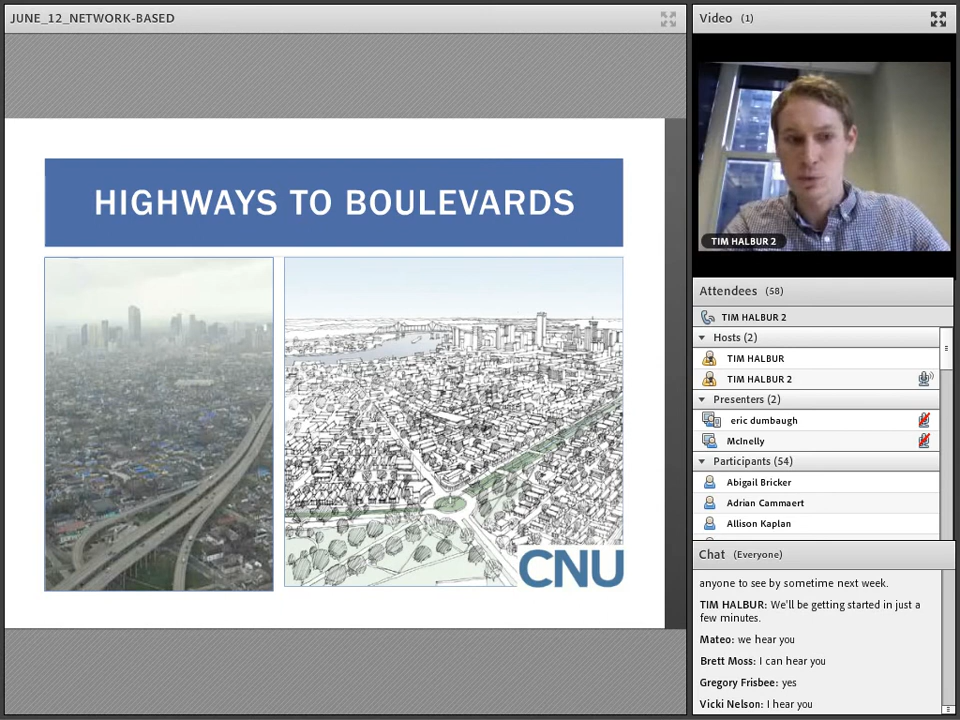 JUNE_12_NETWORK-BASED
HIGHWAYS TO BOULEVARDS
CNU
Video (1)
TIM HALBUR 2
Attendees (58)
TIM HALBUR 2
Hosts (2)
TIM HALBUR
TIM HALBUR 2
Presenters (2)
eric dumbaugh
McInelly
Participants (54)
Abigail Bricker
Adrian Cammaert
Allison Kaplan
Chat (Everyone)
anyone to see by sometime next week.
TIM HALBUR: We'll be getting started in just a
few minutes.
Mateo: we hear you
Brett Moss: I can hear you
Gregory Frisbee: yes
Vicki Nelson: I hear you